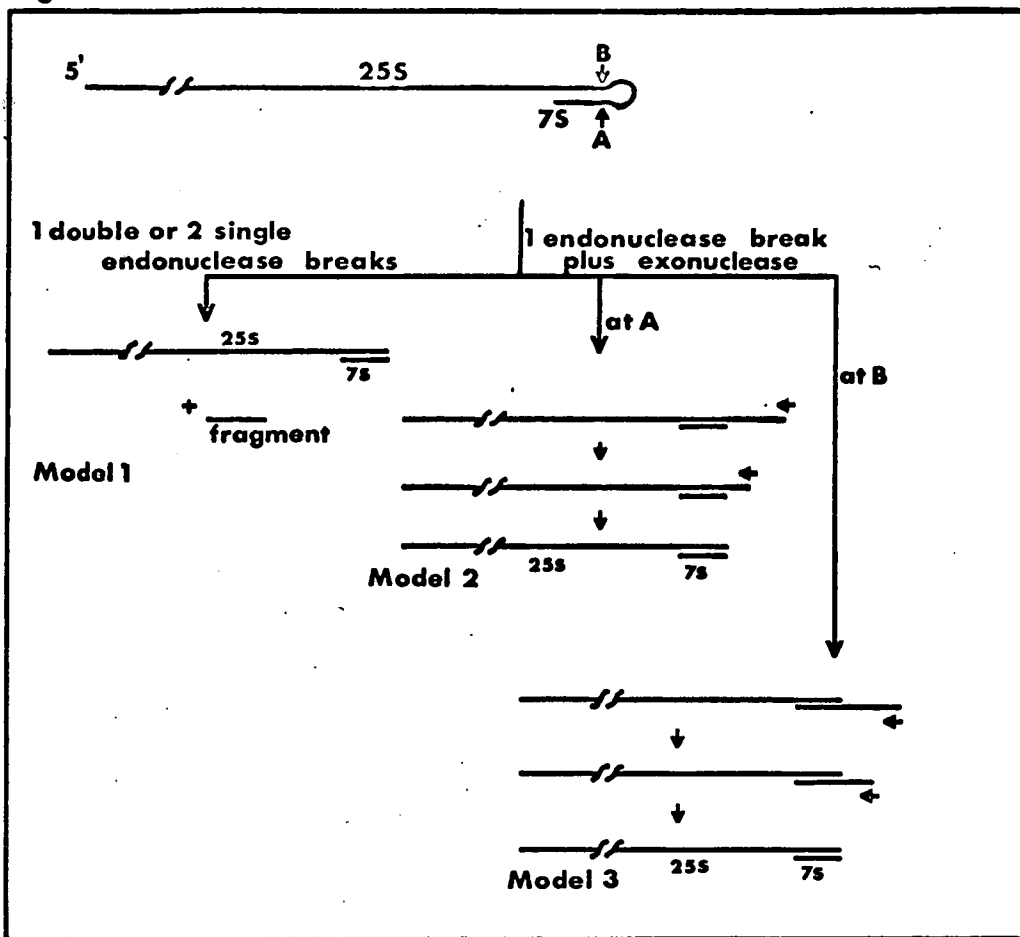 B
5' 25S
7S
A
1 double or 2 single
endonuclease breaks
1 endonuclease break
plus exonuclease
at A
at B
25S
7S
+
fragment
Model 1
25S 7S
Model 2
25S 7S
Model 3